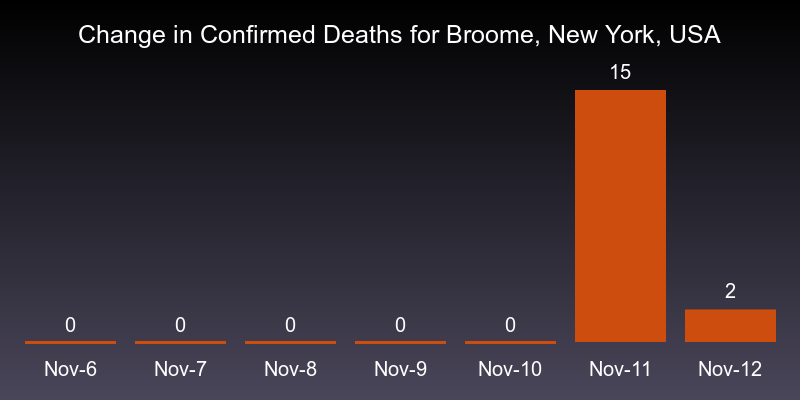 Change in Confirmed Deaths for Broome, New York, USA
15
2
0 0 0 0 0
Nov-6 Nov-7 Nov-8 Nov-9 Nov-10 Nov-11 Nov-12